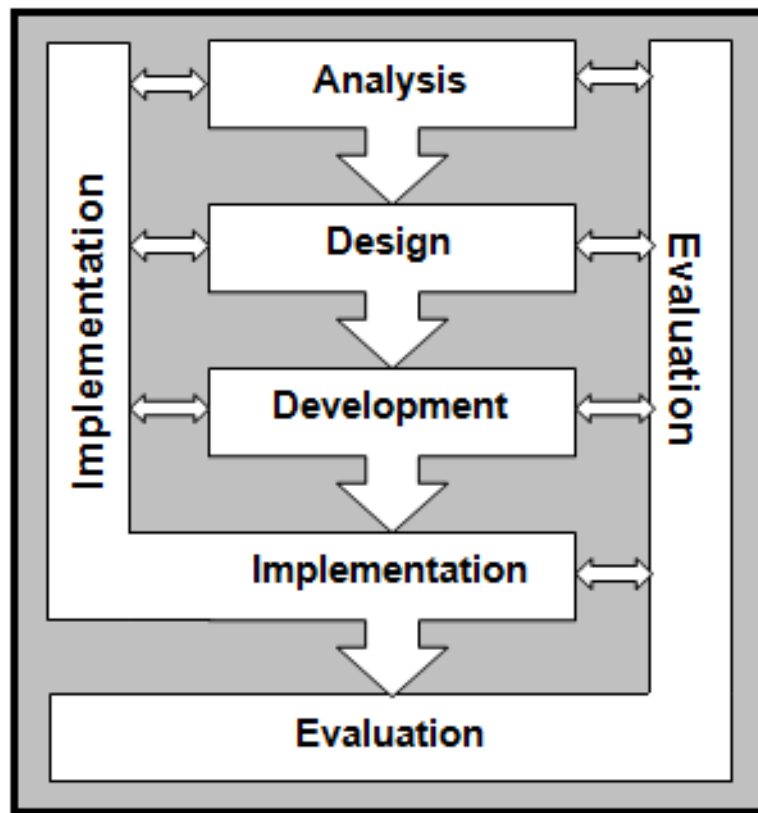 Analysis
Design
Development
Implementation
Evaluation
Implementation
Evaluation